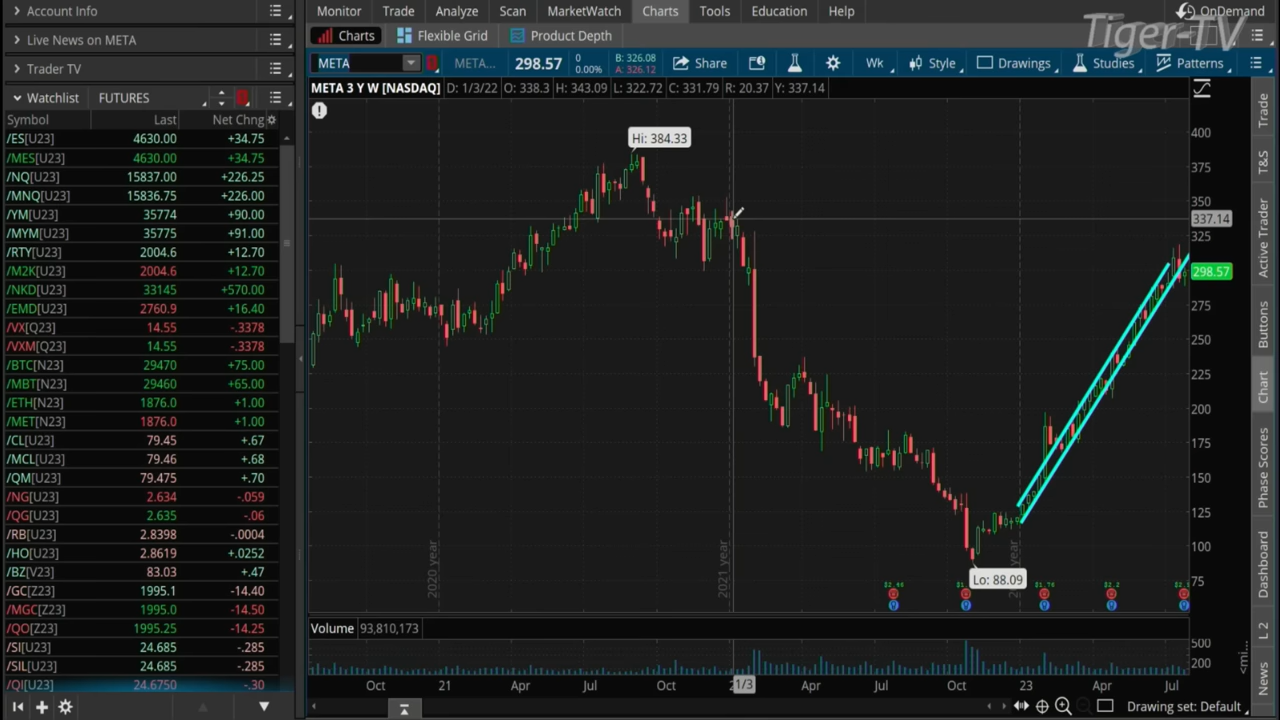 Account Info
Live News on META
Trader TV
Watchlist FUTURES
Symbol Last Net Chng
/ES[U23] 4630.00 +34.75
/MES[U23] 4630.00 +34.75
/NQ[U23] 15837.00 +226.25
/MNQ[U23] 15836.75 +226.00
/YM[U23] 35774 +90.00
/MYM[U23] 35775 +91.00
/RTY[U23] 2004.6 +12.70
/M2K[U23] 2004.6 +12.70
/NKD[U23] 33145 +570.00
/EMD[U23] 2760.9 +16.40
/VX[Q23] 14.55 -.3378
/VXM[Q23] 14.55 -.3378
/BTC[N23] 29470 +75.00
/MBT[N23] 29460 +65.00
/ETH[N23] 1876.0 +1.00
/MET[N23] 1876.0 +1.00
/CL[U23] 79.45 +.67
/MCL[U23] 79.46 +.68
/QM[U23] 79.475 +.70
/NG[U23] 2.634 -.059
/QG[U23] 2.635 -.06
/RB[U23] 2.8398 -.0004
/HO[U23] 2.8619 +.0252
/BZ[V23] 83.03 +.47
/GC[Z23] 1995.1 -14.40
/MGC[Z23] 1995.0 -14.50
/QO[Z23] 1995.25 -14.25
/SI[U23] 24.685 -.285
/SIL[U23] 24.685 -.285
/QI[U23] 24.6750 -.30
Monitor Trade Analyze Scan MarketWatch Charts Tools Education Help
OnDemand
Tiger-TV
Charts Flexible Grid Product Depth
META META... 298.57 0 0.00% B: 326.08 A: 326.12 Share Wk Style Drawings Studies Patterns
META 3 Y W [NASDAQ] D: 1/3/22 O: 338.3 H: 343.09 L: 322.72 C: 331.79 R: 20.37 Y: 337.14
Hi: 384.33
Lo: 88.09
400
375
350
337.14
325
298.57
275
250
225
200
175
150
125
100
75
2020 year
2021 year
year
Volume 93,810,173
500
200
Oct 21 Apr Jul Oct 1/3 Apr Jul Oct 23 Apr Jul
Drawing set: Default
Trade
T&S
Active Trader
Buttons
Chart
Phase Scores
Dashboard
L 2
News